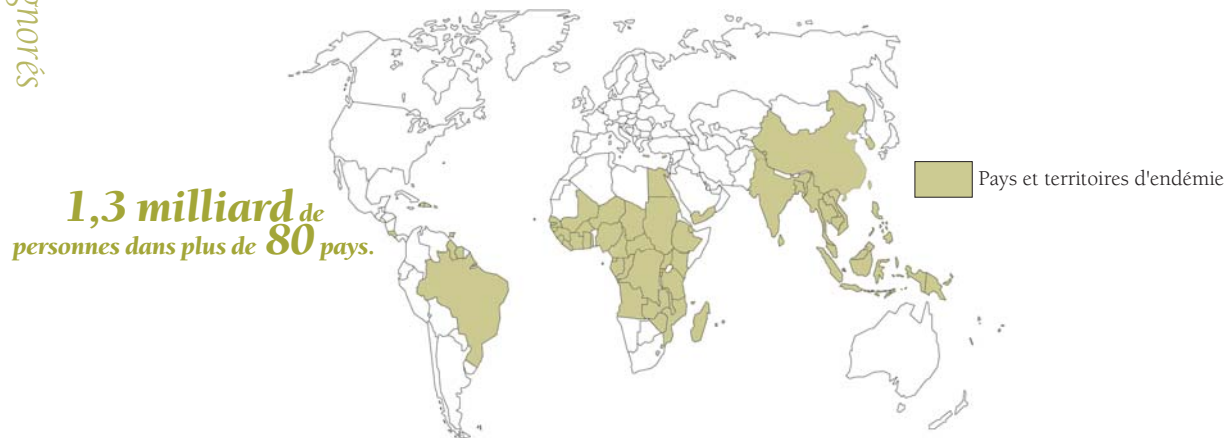 1,3 milliard de
personnes dans plus de 80 pays.
Pays et territoires d'endémie